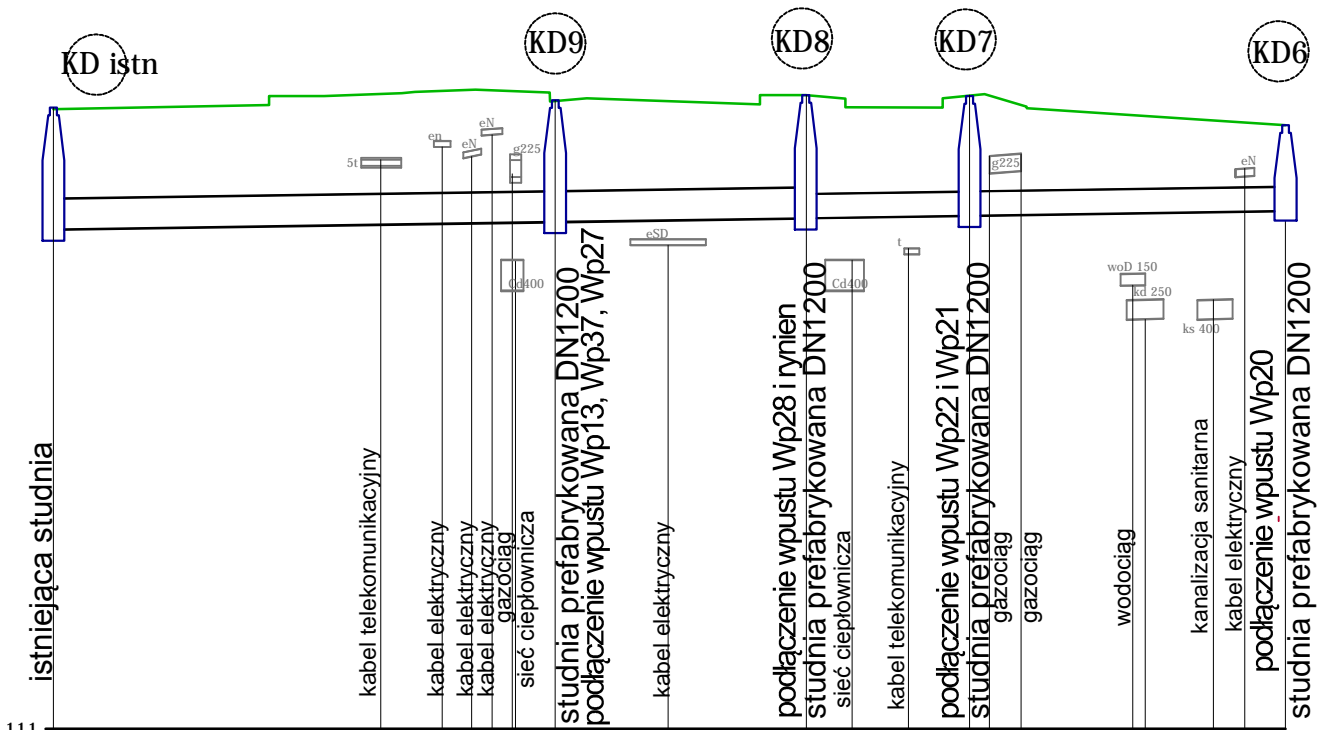 KD istn
KD9
KD8
KD7
KD6
5t
en
eN
eN
g225
g225
eN
eSD
t
Cd400
Cd400
woD 150
kd 250
ks 400
istniejąca studnia
kabel telekomunikacyjny
kabel elektryczny
kabel elektryczny
kabel elektryczny
gazociąg
sieć ciepłownicza
studnia prefabrykowana DN1200
podłączenie wpustu Wp13, Wp37, Wp27
kabel elektryczny
podłączenie wpustu Wp28 i rynien
studnia prefabrykowana DN1200
sieć ciepłownicza
kabel telekomunikacyjny
podłączenie wpustu Wp22 i Wp21
studnia prefabrykowana DN1200
gazociąg
gazociąg
wodociąg
kanalizacja sanitarna
kabel elektryczny
podłączenie wpustu Wp20
studnia prefabrykowana DN1200
111